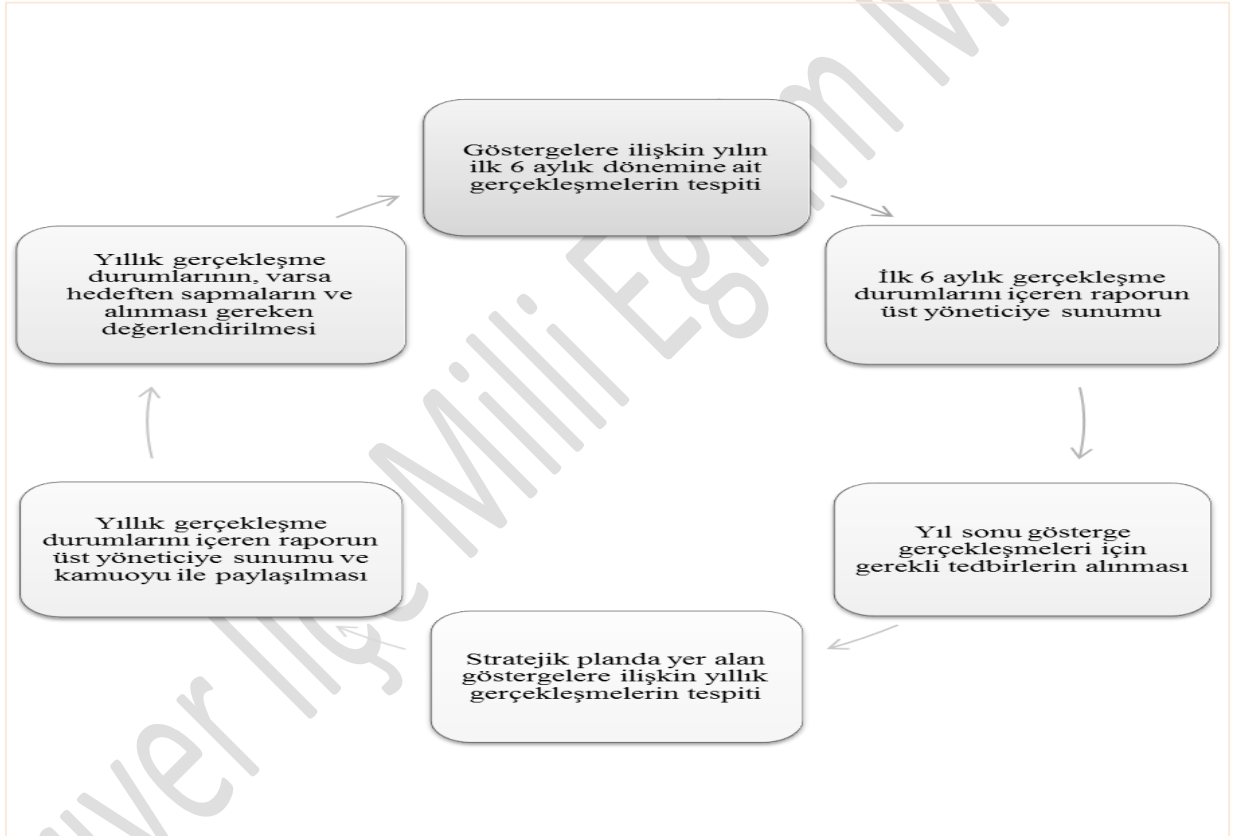 Göstergelere ilişkin yılın
ilk 6 aylık dönemine ait
gerçekleşmelerin tespiti
İlk 6 aylık gerçekleşme
durumlarını içeren raporun
üst yöneticiye sunumu
Yıl sonu gösterge
gerçekleşmeleri için
gerekli tedbirlerin alınması
Stratejik planda yer alan
göstergelere ilişkin yıllık
gerçekleşmelerin tespiti
Yıllık gerçekleşme
durumlarını içeren raporun
üst yöneticiye sunumu ve
kamuoyu ile paylaşılması
Yıllık gerçekleşme
durumlarının, varsa
hedeften sapmaların ve
alınması gereken
değerlendirilmesi
İlçe Milli